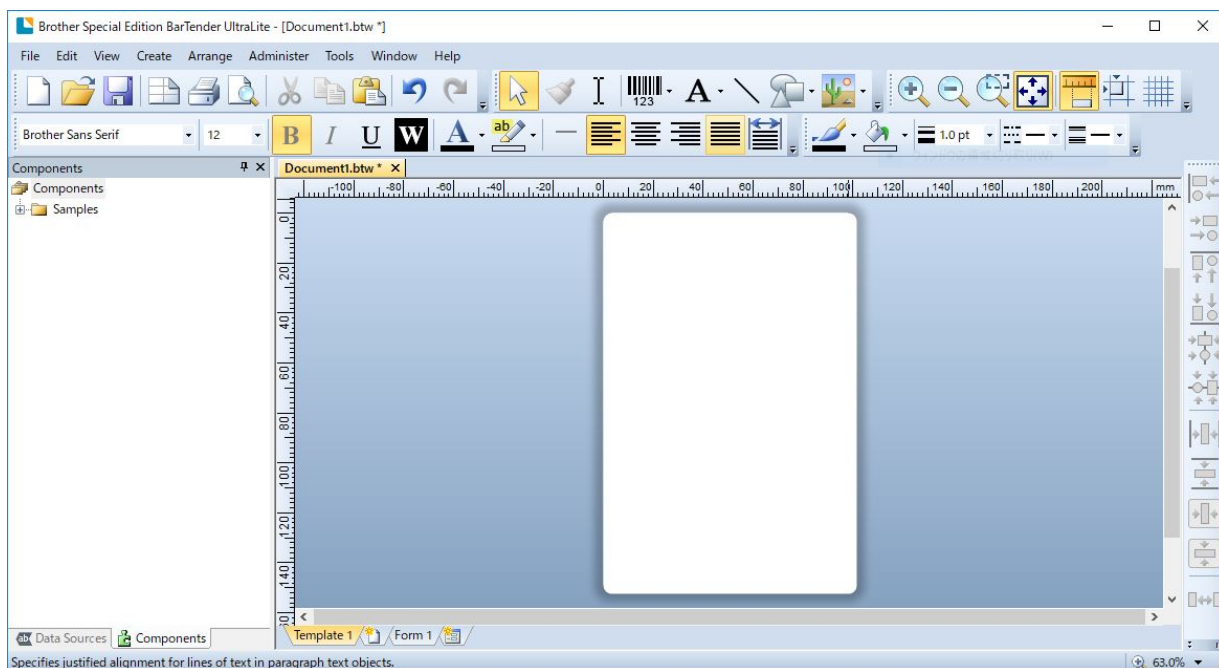 Brother Special Edition BarTender UltraLite - [Document1.btw *]
File Edit View Create Arrange Administer Tools Window Help
123 A
Brother Sans Serif 12 B I U W A ab 1.0 pt
Components
Document1.btw *
Components
Samples
-100 -80 -60 -40 -20 0 20 40 60 80 100 120 140 160 180 200 mm
0
20
40
60
80
100
120
140
Data Sources Components
Template 1 Form 1
Specifies justified alignment for lines of text in paragraph text objects. 63.0%